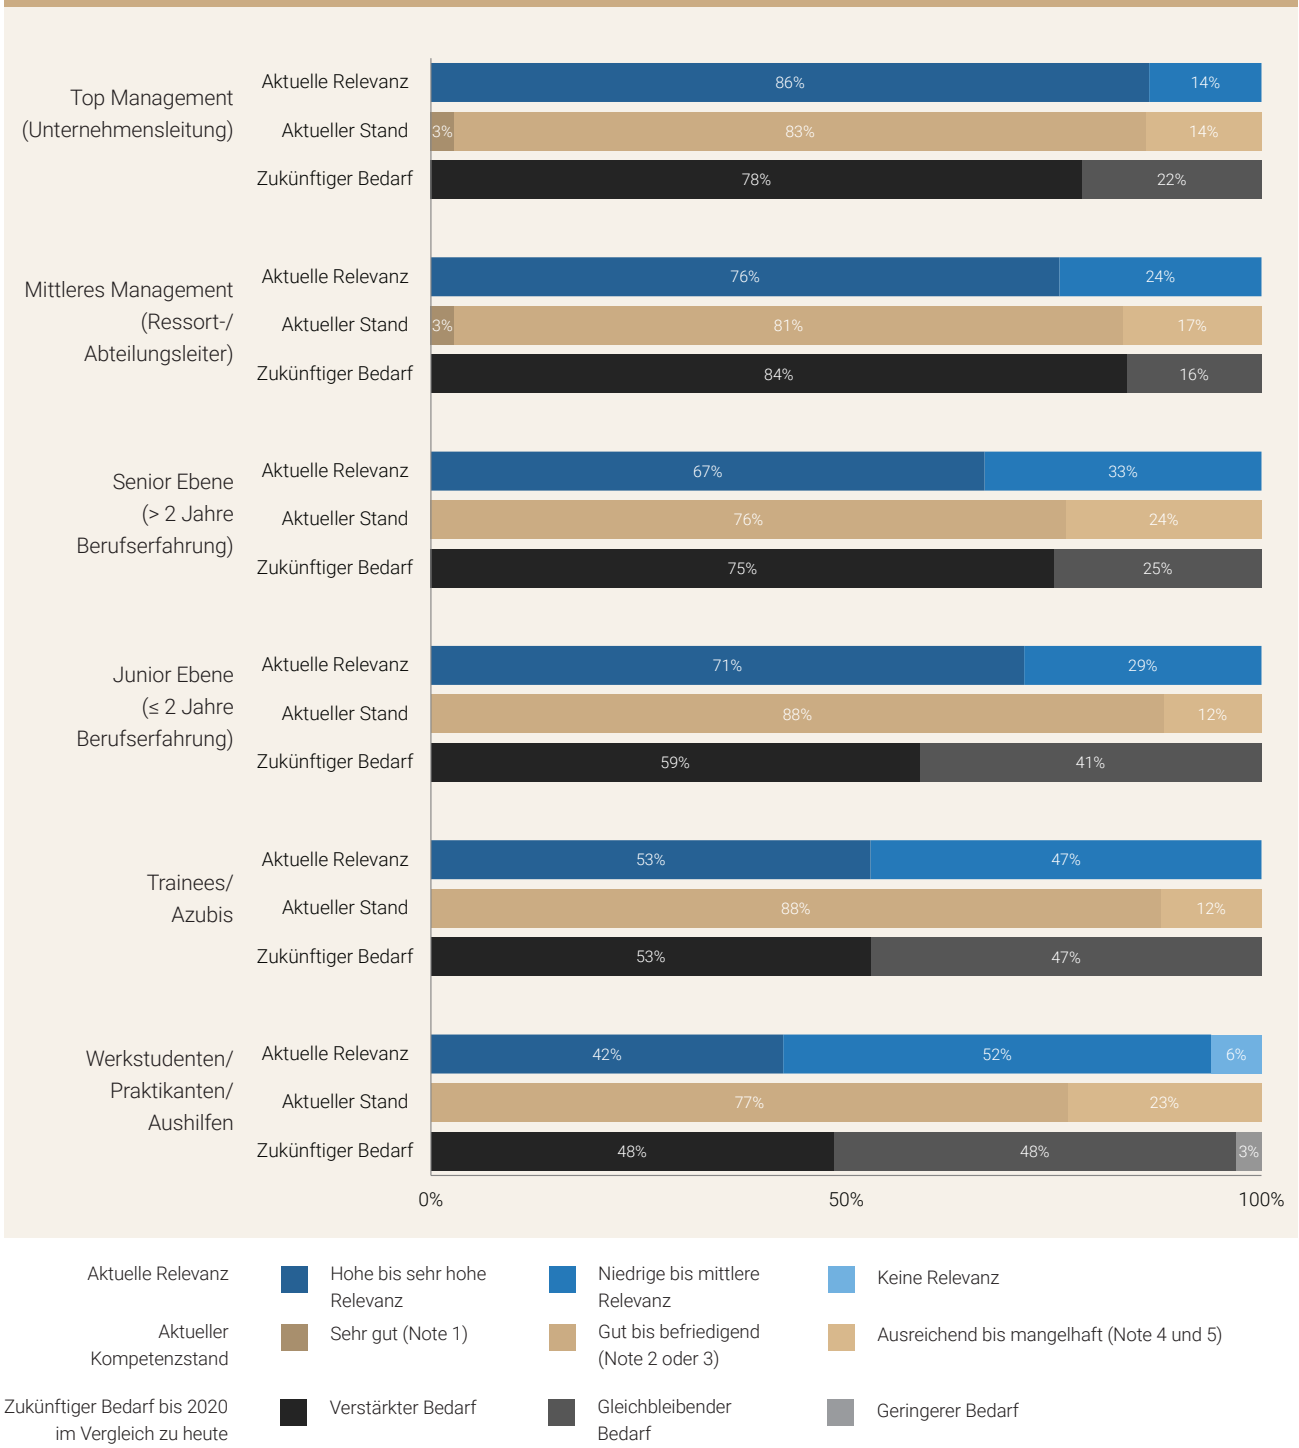 Top Management
(Unternehmensleitung)
Aktuelle Relevanz
86%
14%
Aktueller Stand
3%
83%
14%
Zukünftiger Bedarf
78%
22%
Mittleres Management
(Ressort-/
Abteilungsleiter)
Aktuelle Relevanz
76%
24%
Aktueller Stand
3%
81%
17%
Zukünftiger Bedarf
84%
16%
Senior Ebene
(> 2 Jahre
Berufserfahrung)
Aktuelle Relevanz
67%
33%
Aktueller Stand
76%
24%
Zukünftiger Bedarf
75%
25%
Junior Ebene
(≤ 2 Jahre
Berufserfahrung)
Aktuelle Relevanz
71%
29%
Aktueller Stand
88%
12%
Zukünftiger Bedarf
59%
41%
Trainees/
Azubis
Aktuelle Relevanz
53%
47%
Aktueller Stand
88%
12%
Zukünftiger Bedarf
53%
47%
Werkstudenten/
Praktikanten/
Aushilfen
Aktuelle Relevanz
42%
52%
6%
Aktueller Stand
77%
23%
Zukünftiger Bedarf
48%
48%
3%
0%
50%
100%
Aktuelle Relevanz
Hohe bis sehr hohe
Relevanz
Niedrige bis mittlere
Relevanz
Keine Relevanz
Aktueller
Kompetenzstand
Sehr gut (Note 1)
Gut bis befriedigend
(Note 2 oder 3)
Ausreichend bis mangelhaft (Note 4 und 5)
Zukünftiger Bedarf bis 2020
im Vergleich zu heute
Verstärkter Bedarf
Gleichbleibender
Bedarf
Geringerer Bedarf